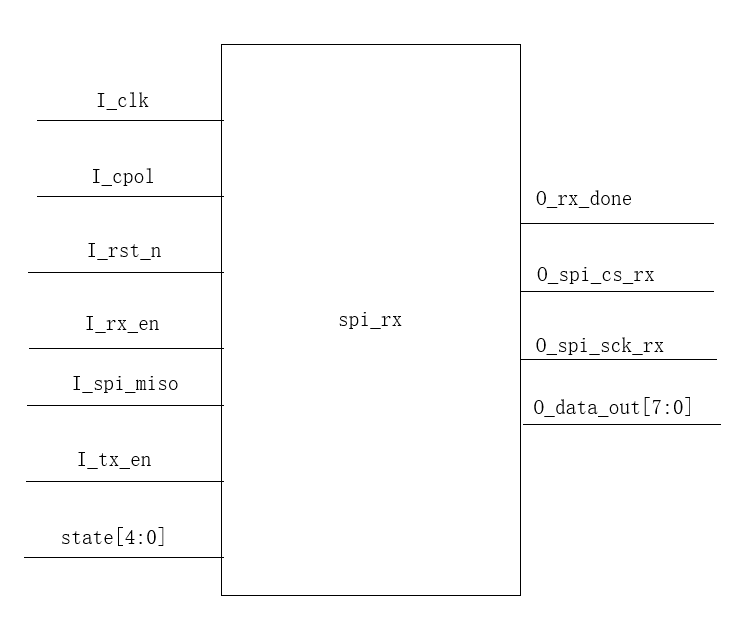 I_clk
I_cpol
I_rst_n
I_rx_en
I_spi_miso
I_tx_en
state[4:0]
spi_rx
O_rx_done
O_spi_cs_rx
O_spi_sck_rx
O_data_out[7:0]